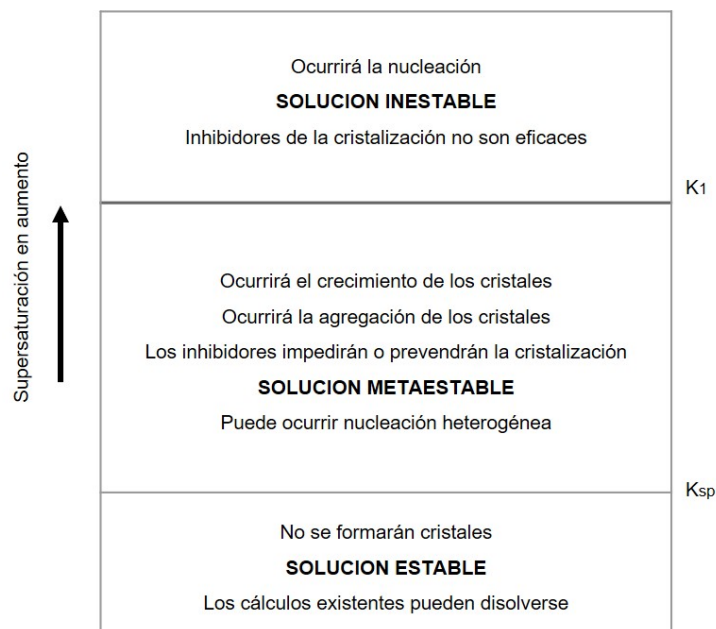 Ocurrirá la nucleación
SOLUCION INESTABLE
Inhibidores de la cristalización no son eficaces
K1
Supersaturación en aumento
Ocurrirá el crecimiento de los cristales
Ocurrirá la agregación de los cristales
Los inhibidores impedirán o prevendrán la cristalización
SOLUCION METAESTABLE
Puede ocurrir nucleación heterogénea
Ksp
No se formarán cristales
SOLUCION ESTABLE
Los cálculos existentes pueden disolverse